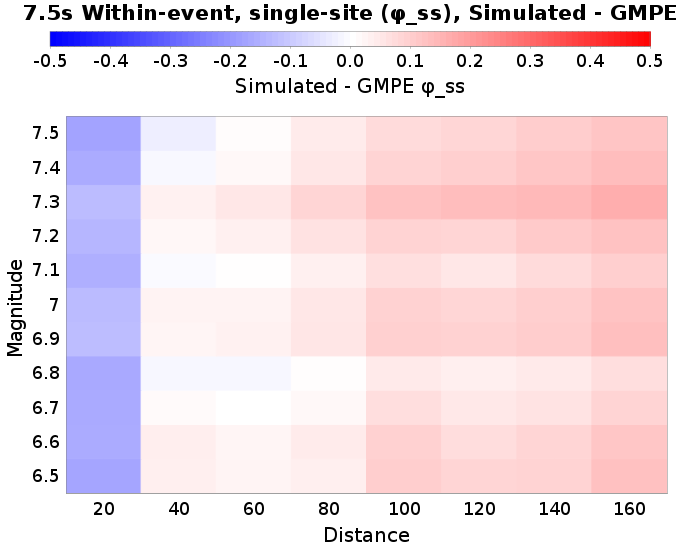 7.5s Within-event, single-site (φ_ss), Simulated - GMPE
-0.5 -0.4 -0.3 -0.2 -0.1 0.0 0.1 0.2 0.3 0.4 0.5
Simulated - GMPE φ_ss
7.5
7.4
7.3
7.2
7.1
7
6.9
6.8
6.7
6.6
6.5
Magnitude
20 40 60 80 100 120 140 160
Distance